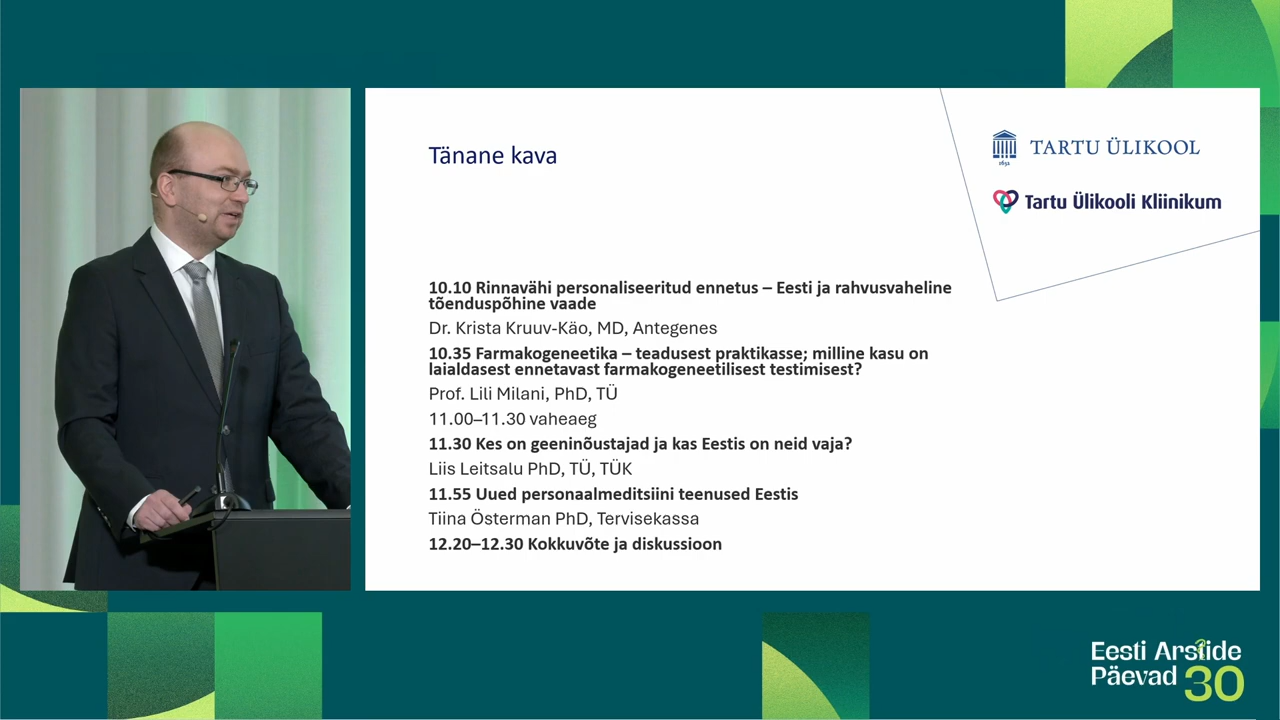 Tänane kava
1632
TARTU ÜLIKOOL
Tartu Ülikooli Kliinikum
10.10 Rinnavähi personaliseeritud ennetus – Eesti ja rahvusvaheline
tõenduspõhine vaade
Dr. Krista Kruuv-Käo, MD, Antegenes
10.35 Farmakogeneetika – teadusest praktikasse; milline kasu on
laialdasest ennetavast farmakogeneetilisest testimisest?
Prof. Lili Milani, PhD, TÜ
11.00–11.30 vaheaeg
11.30 Kes on geeninõustajad ja kas Eestis on neid vaja?
Liis Leitsalu PhD, TÜ, TÜK
11.55 Uued personaalmeditsiini teenused Eestis
Tiina Österman PhD, Tervisekassa
12.20–12.30 Kokkuvõte ja diskussioon
Eesti Arstide
Päevad 30